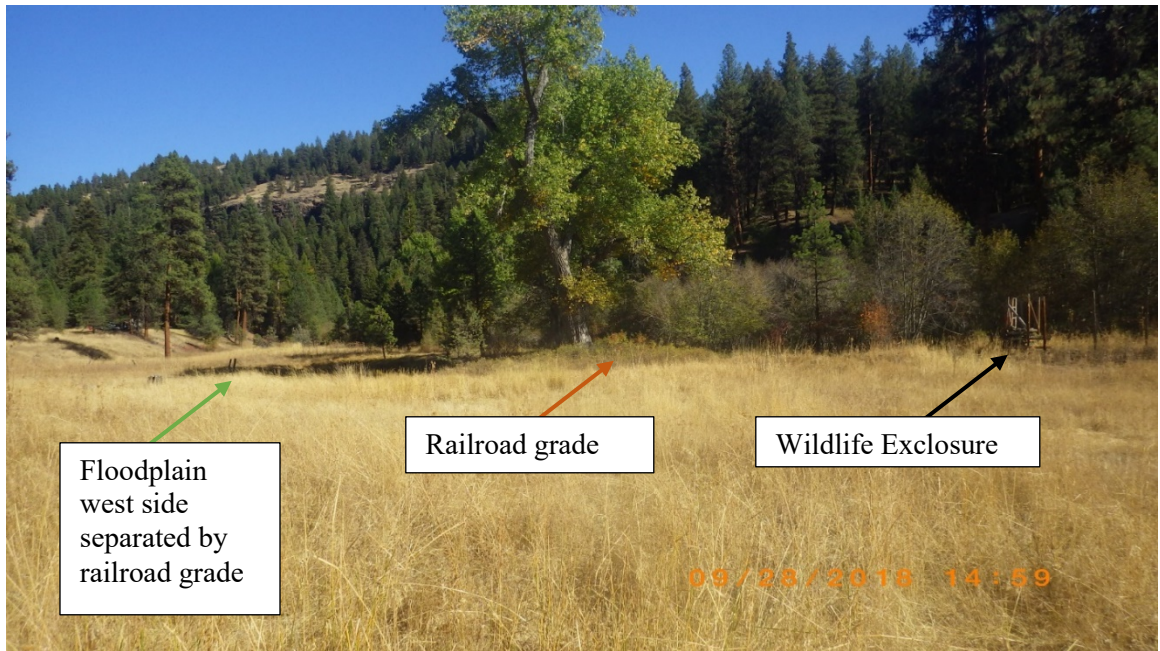 Railroad grade
Wildlife Exclosure
Floodplain
west side
separated by
railroad grade
09/28/2018 14:59